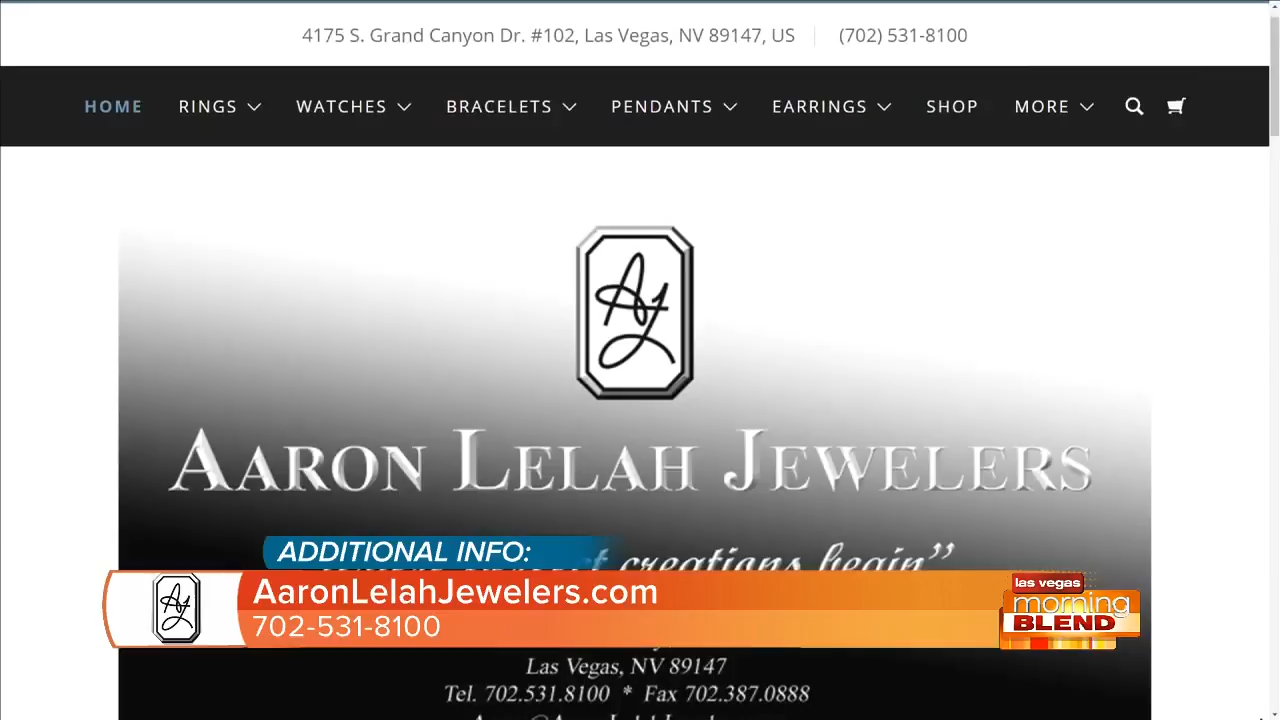 4175 S. Grand Canyon Dr. #102, Las Vegas, NV 89147, US (702) 531-8100
HOME RINGS WATCHES BRACELETS PENDANTS EARRINGS SHOP MORE
AJ
AARON LELAH JEWELERS
creations begin”
ADDITIONAL INFO:
AaronLelahJewelers.com
702-531-8100
las vegas
morning
BLEND
Las Vegas, NV 89147
Tel. 702.531.8100 * Fax 702.387.0888